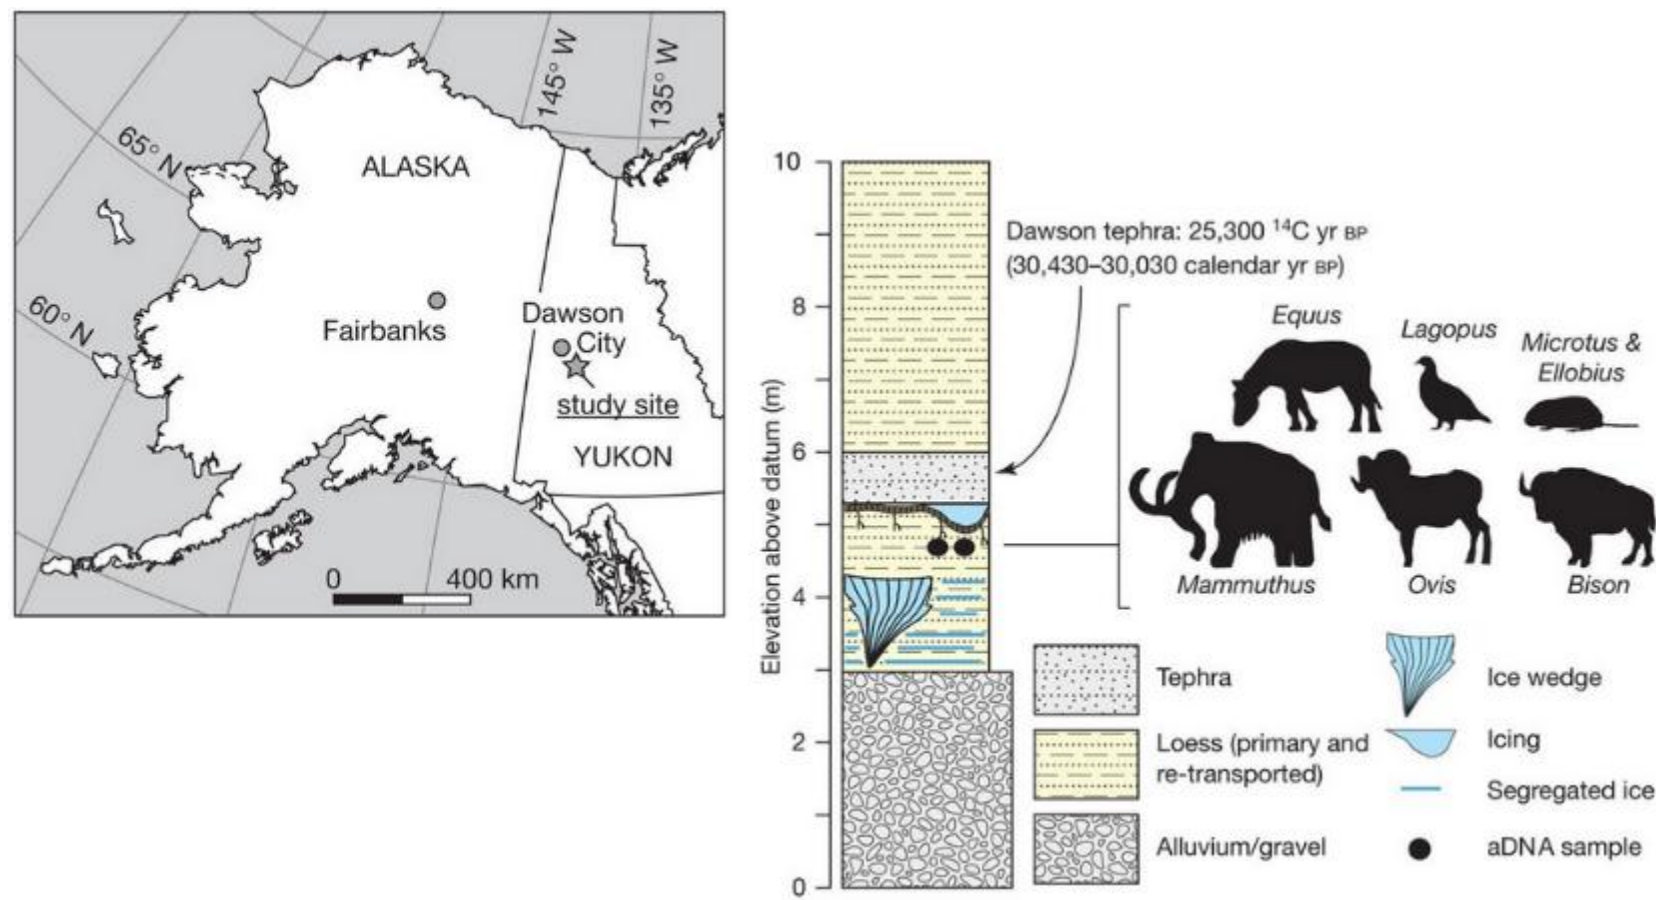 145° W
135° W
65° N
ALASKA
60° N
Fairbanks
Dawson
City
study site
YUKON
0 400 km
Elevation above datum (m)
10
8
6
4
2
0
Dawson tephra: 25,300 ¹⁴C yr BP
(30,430–30,030 calendar yr BP)
Equus
Lagopus
Microtus &
Ellobius
Mammuthus
Ovis
Bison
Tephra
Loess (primary and
re-transported)
Alluvium/gravel
Ice wedge
Icing
Segregated ice
aDNA sample